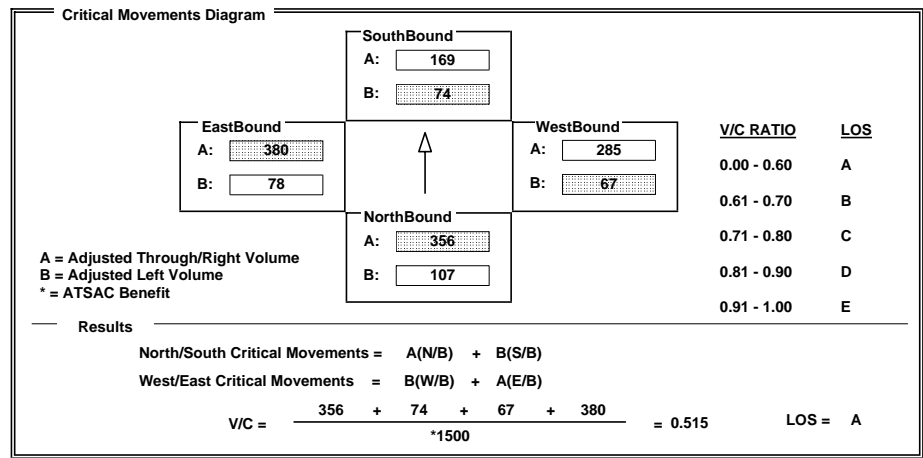 Critical Movements Diagram
SouthBound
A: 169
B: 74
EastBound
A: 380
B: 78
WestBound
A: 285
B: 67
NorthBound
A: 356
B: 107
V/C RATIO LOS
0.00 - 0.60 A
0.61 - 0.70 B
0.71 - 0.80 C
0.81 - 0.90 D
0.91 - 1.00 E
A = Adjusted Through/Right Volume
B = Adjusted Left Volume
* = ATSAC Benefit
Results
North/South Critical Movements = A(N/B) + B(S/B)
West/East Critical Movements = B(W/B) + A(E/B)
V/C = 356 + 74 + 67 + 380 = 0.515 LOS = A
*1500